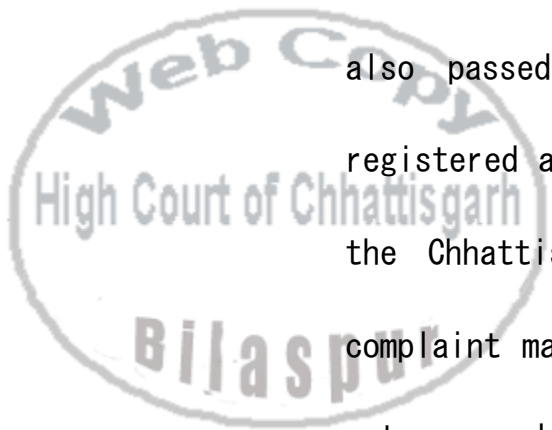 Web Copy
High Court of Chhattisgarh
Bilaspur
also passed
registered a
the Chhattis
complaint ma